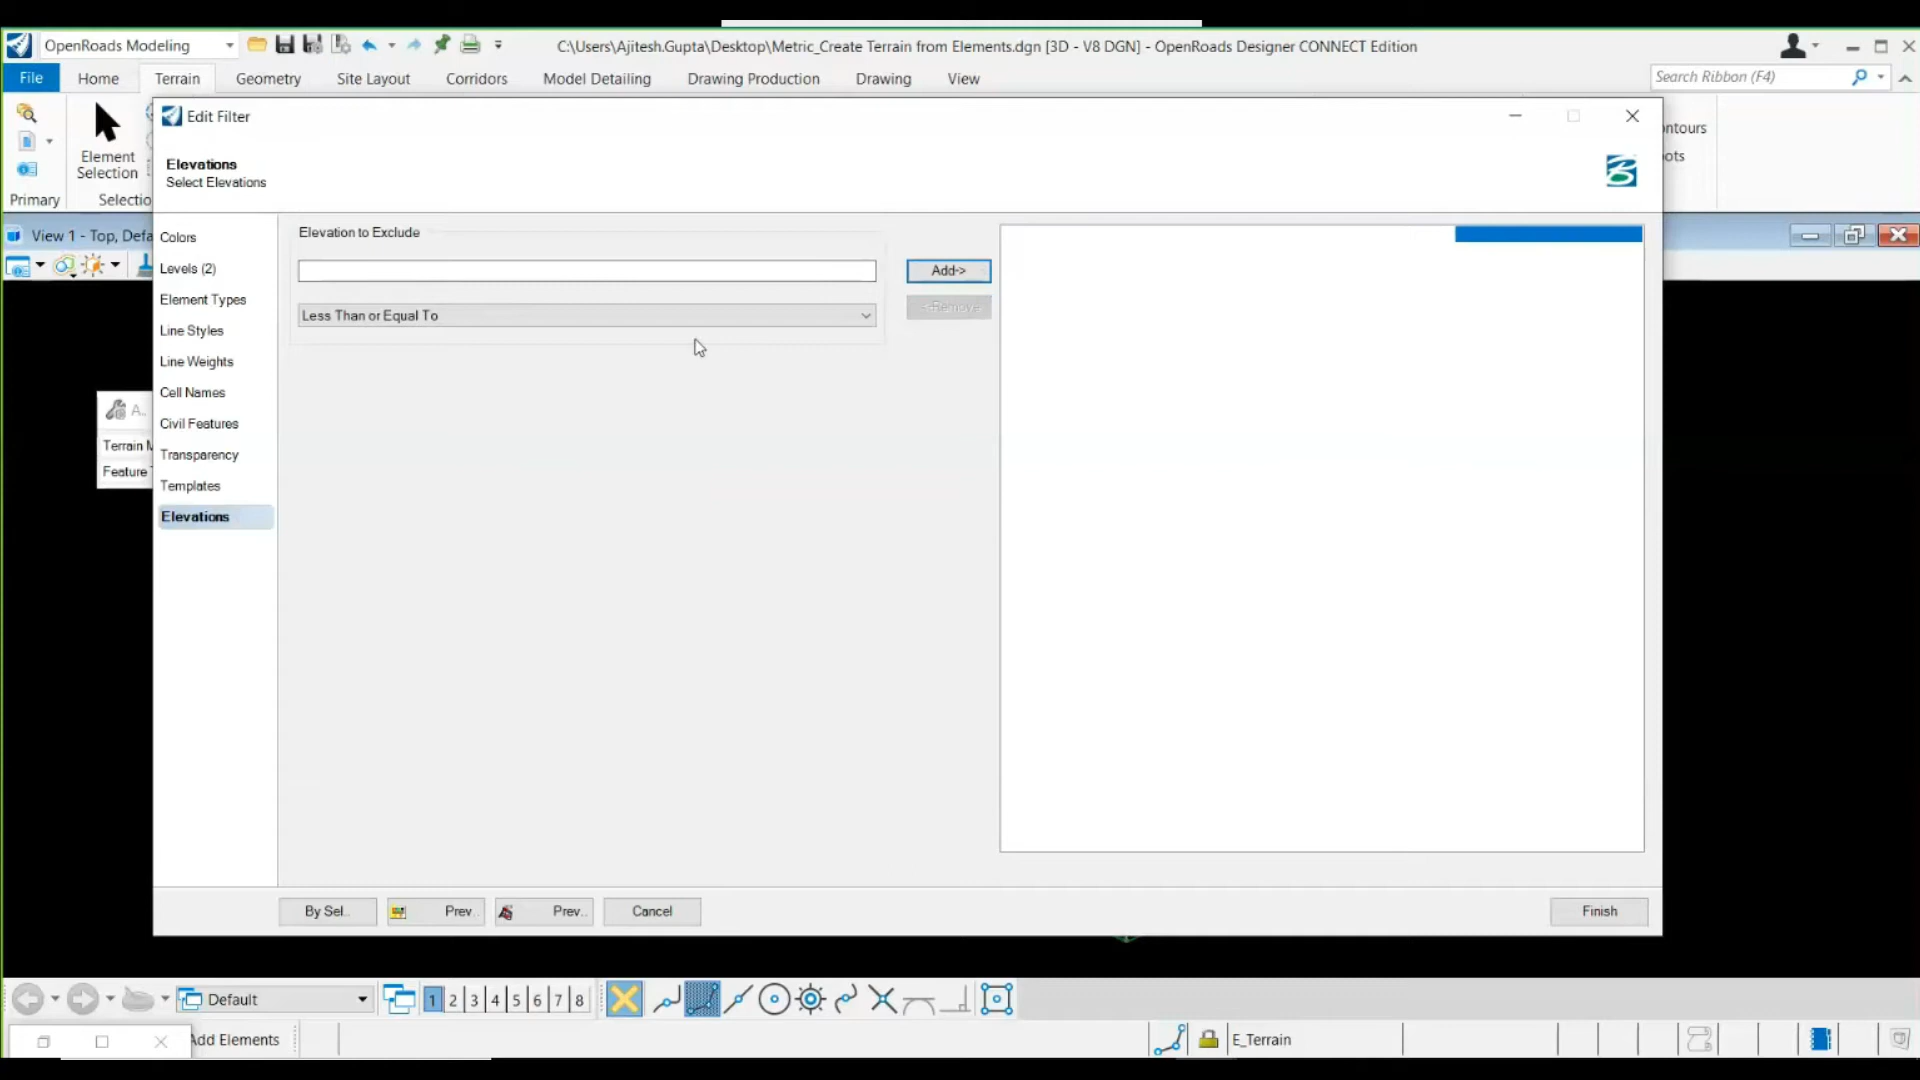 OpenRoads Modeling
C:\Users\Ajitesh.Gupta\Desktop\Metric_Create Terrain from Elements.dgn [3D - V8 DGN] - OpenRoads Designer CONNECT Edition
File Home Terrain Geometry Site Layout Corridors Model Detailing Drawing Production Drawing View
Search Ribbon (F4)
Edit Filter
Elevations
Select Elevations
Element
Selection
Primary
Selectio
ntours
ots
View 1 - Top, Defa
Colors
Levels (2)
Element Types
Line Styles
Line Weights
Cell Names
Civil Features
Transparency
Templates
Elevations
Elevation to Exclude
Less Than or Equal To
Add->
<-Remove
A..
Terrain M
Feature T
By Sel..
Prev..
Prev..
Cancel
Finish
Default
1 2 3 4 5 6 7 8
Add Elements
E_Terrain